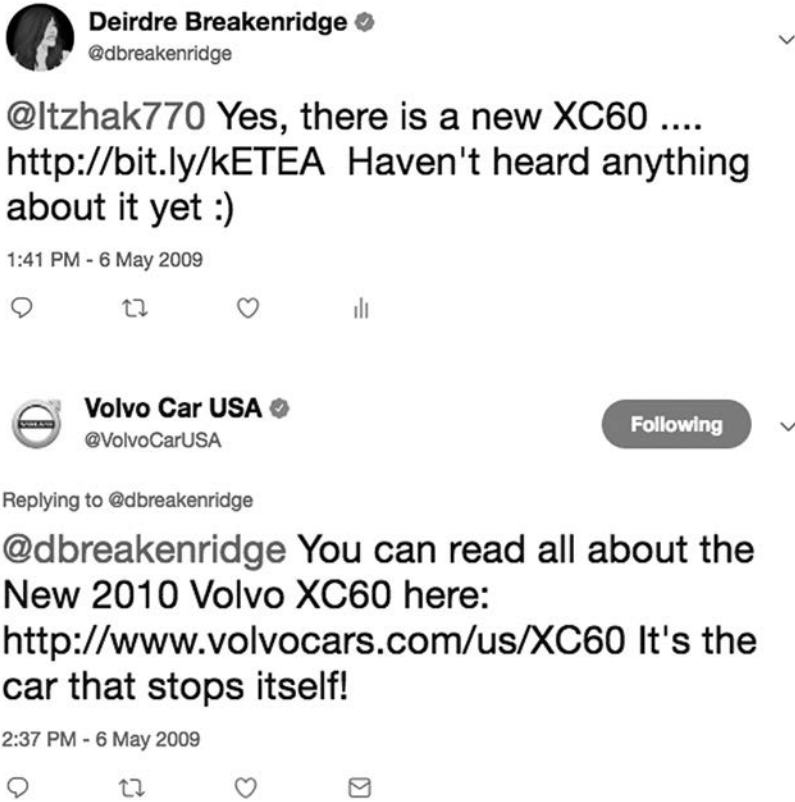 Deirdre Breakenridge
@dbreakenridge
@Itzhak770 Yes, there is a new XC60 ....
http://bit.ly/kETEA  Haven't heard anything
about it yet :)
1:41 PM - 6 May 2009
Volvo Car USA
@VolvoCarUSA
Following
Replying to @dbreakenridge
@dbreakenridge You can read all about the
New 2010 Volvo XC60 here:
http://www.volvocars.com/us/XC60 It's the
car that stops itself!
2:37 PM - 6 May 2009